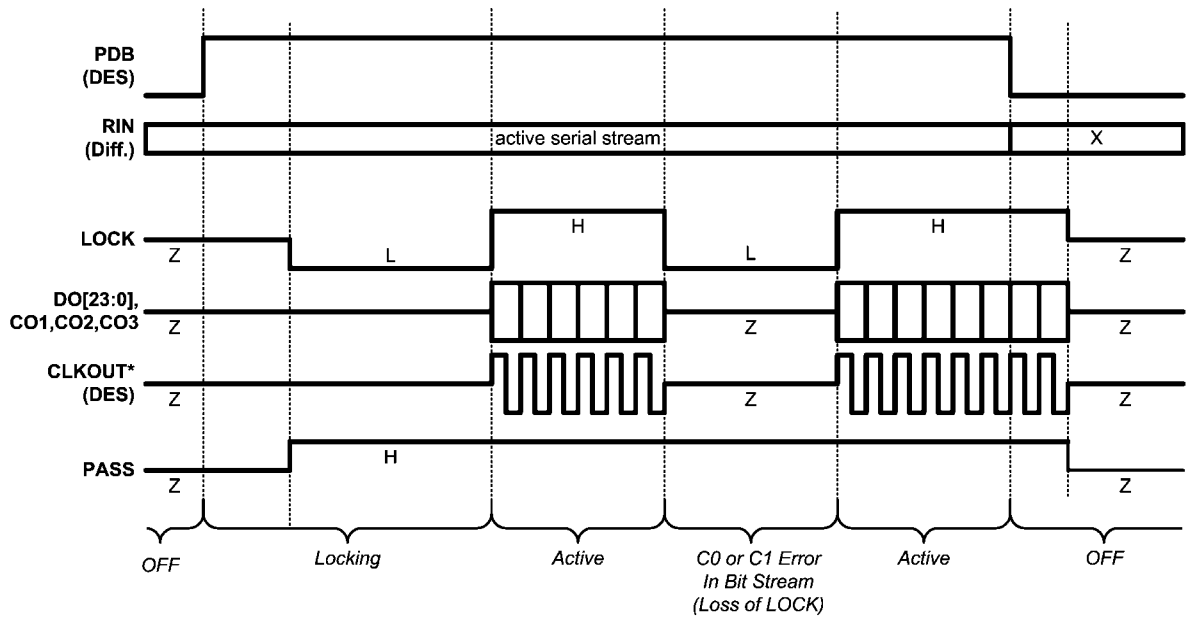 PDB
(DES)
RIN
(Diff.)
active serial stream
X
LOCK
Z
L
H
L
H
Z
DO[23:0],
CO1,CO2,CO3
Z
Z
Z
CLKOUT*
(DES)
Z
Z
Z
PASS
Z
H
Z
OFF
Locking
Active
C0 or C1 Error
In Bit Stream
(Loss of LOCK)
Active
OFF